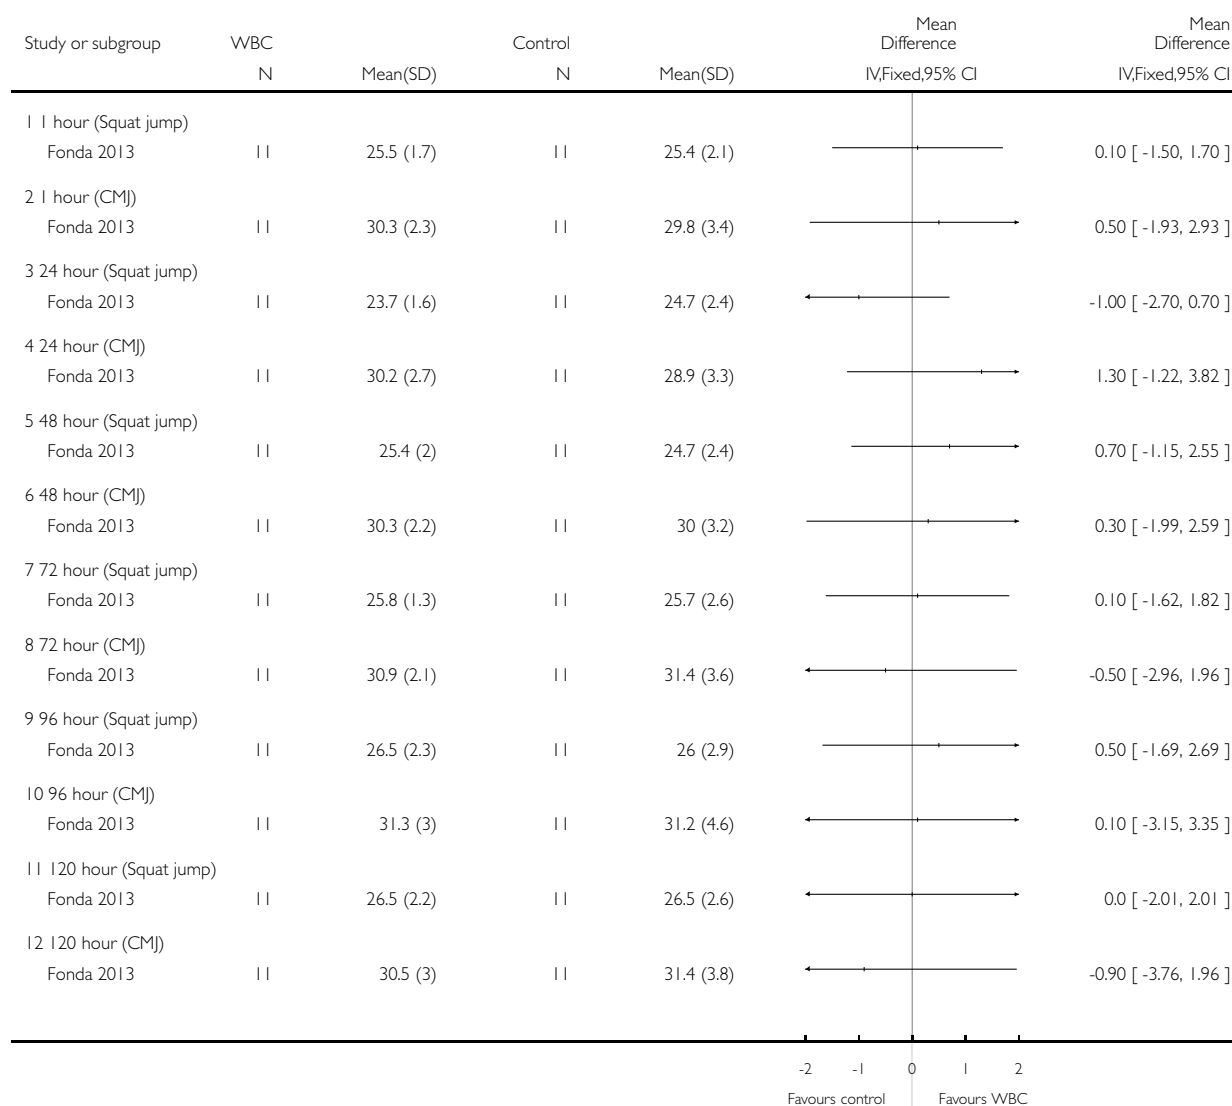 Mean Mean
Study or subgroup WBC Control Difference Difference
N Mean(SD) N Mean(SD) IV,Fixed,95% CI IV,Fixed,95% CI
1 1 hour (Squat jump)
Fonda 2013 11 25.5 (1.7) 11 25.4 (2.1) 0.10 [ -1.50, 1.70 ]
2 1 hour (CMJ)
Fonda 2013 11 30.3 (2.3) 11 29.8 (3.4) 0.50 [ -1.93, 2.93 ]
3 24 hour (Squat jump)
Fonda 2013 11 23.7 (1.6) 11 24.7 (2.4) -1.00 [ -2.70, 0.70 ]
4 24 hour (CMJ)
Fonda 2013 11 30.2 (2.7) 11 28.9 (3.3) 1.30 [ -1.22, 3.82 ]
5 48 hour (Squat jump)
Fonda 2013 11 25.4 (2) 11 24.7 (2.4) 0.70 [ -1.15, 2.55 ]
6 48 hour (CMJ)
Fonda 2013 11 30.3 (2.2) 11 30 (3.2) 0.30 [ -1.99, 2.59 ]
7 72 hour (Squat jump)
Fonda 2013 11 25.8 (1.3) 11 25.7 (2.6) 0.10 [ -1.62, 1.82 ]
8 72 hour (CMJ)
Fonda 2013 11 30.9 (2.1) 11 31.4 (3.6) -0.50 [ -2.96, 1.96 ]
9 96 hour (Squat jump)
Fonda 2013 11 26.5 (2.3) 11 26 (2.9) 0.50 [ -1.69, 2.69 ]
10 96 hour (CMJ)
Fonda 2013 11 31.3 (3) 11 31.2 (4.6) 0.10 [ -3.15, 3.35 ]
11 120 hour (Squat jump)
Fonda 2013 11 26.5 (2.2) 11 26.5 (2.6) 0.0 [ -2.01, 2.01 ]
12 120 hour (CMJ)
Fonda 2013 11 30.5 (3) 11 31.4 (3.8) -0.90 [ -3.76, 1.96 ]
-2 -1 0 1 2
Favours control Favours WBC